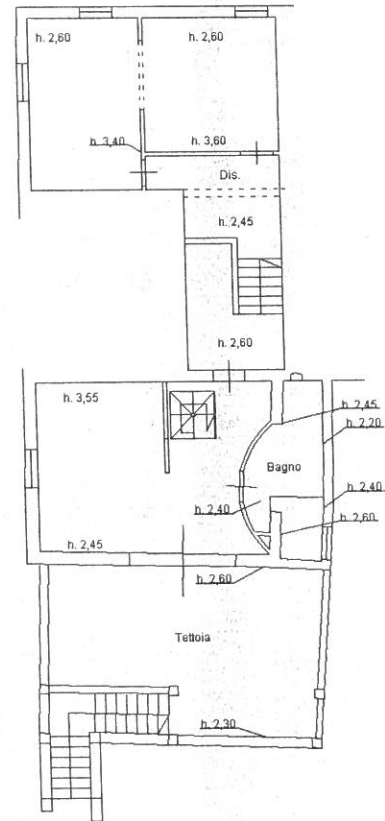 h. 2,60
h. 2,60
h. 3,40
h. 3,60
Dis.
h. 2,45
h. 2,60
h. 3,55
h. 2,45
h. 2,20
Bagno
h. 2,40
h. 2,40
h. 2,60
h. 2,45
h. 2,60
Tettoia
h. 2,30